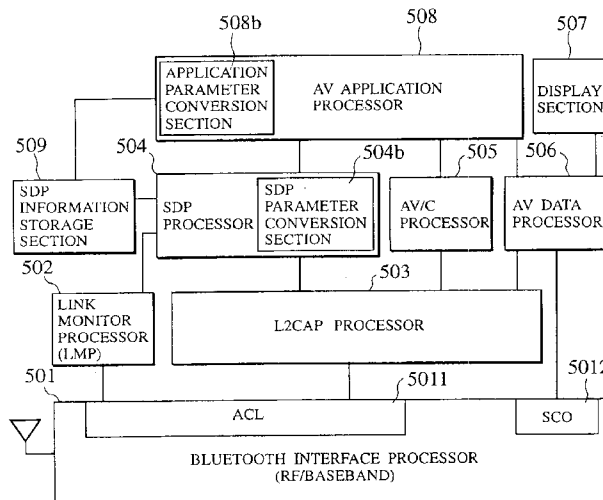 508b
508
507
APPLICATION
PARAMETER
CONVERSION
SECTION
AV APPLICATION
PROCESSOR
DISPLAY
SECTION
509
504
504b
505
506
SDP
INFORMATION
STORAGE
SECTION
SDP
PROCESSOR
SDP
PARAMETER
CONVERSION
SECTION
AV/C
PROCESSOR
AV DATA
PROCESSOR
502
503
LINK
MONITOR
PROCESSOR
(LMP)
L2CAP PROCESSOR
501
5011
5012
ACL
SCO
BLUETOOTH INTERFACE PROCESSOR
(RF/BASEBAND)